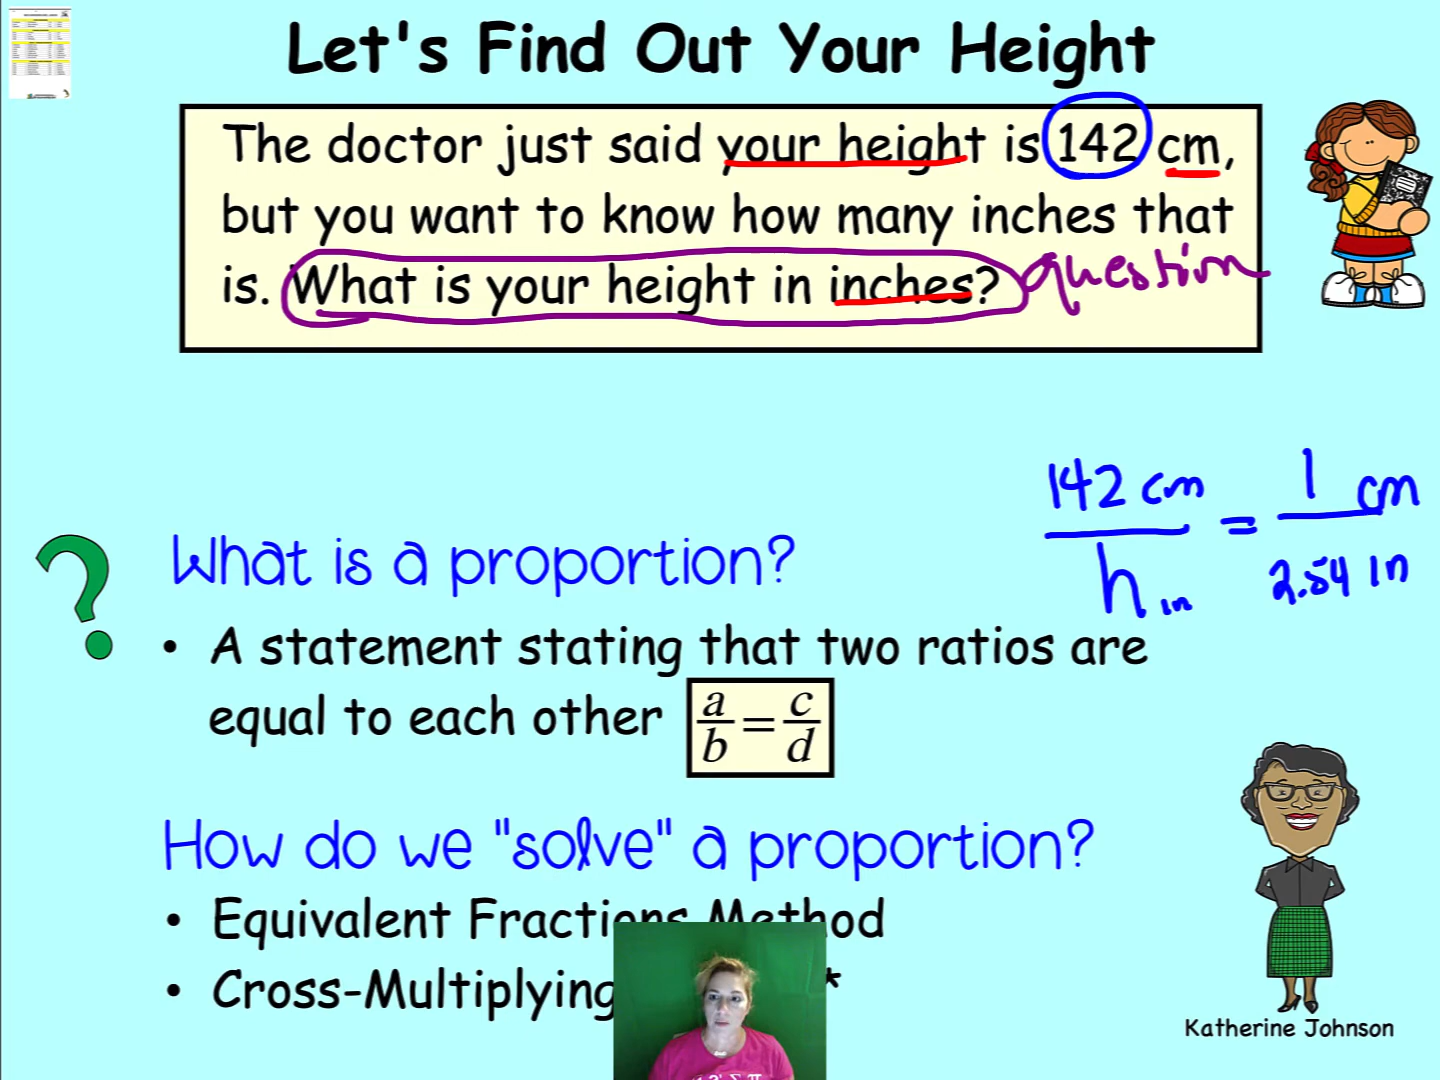 Let's Find Out Your Height
The doctor just said your height is 142 cm,
but you want to know how many inches that
is. What is your height in inches?
question
142 cm = 1 cm
h in 2.54 in
What is a proportion?
• A statement stating that two ratios are
equal to each other
a/b = c/d
How do we "solve" a proportion?
• Equivalent Fractions Method
• Cross-Multiplying *
Katherine Johnson